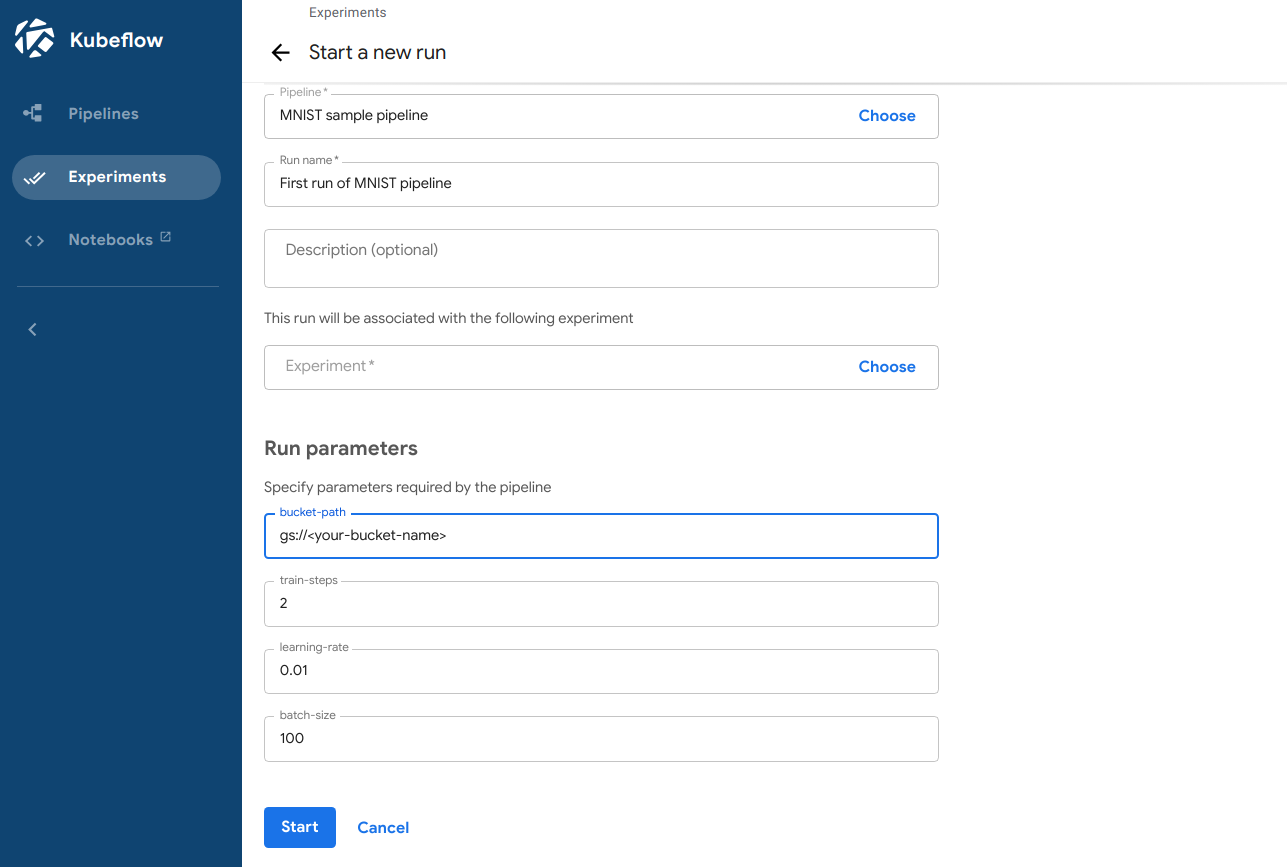 Kubeflow
Pipelines
Experiments
Notebooks
Experiments
Start a new run
Pipeline*
MNIST sample pipeline
Choose
Run name*
First run of MNIST pipeline
Description (optional)
This run will be associated with the following experiment
Experiment*
Choose
Run parameters
Specify parameters required by the pipeline
bucket-path
gs://<your-bucket-name>
train-steps
2
learning-rate
0.01
batch-size
100
Start Cancel